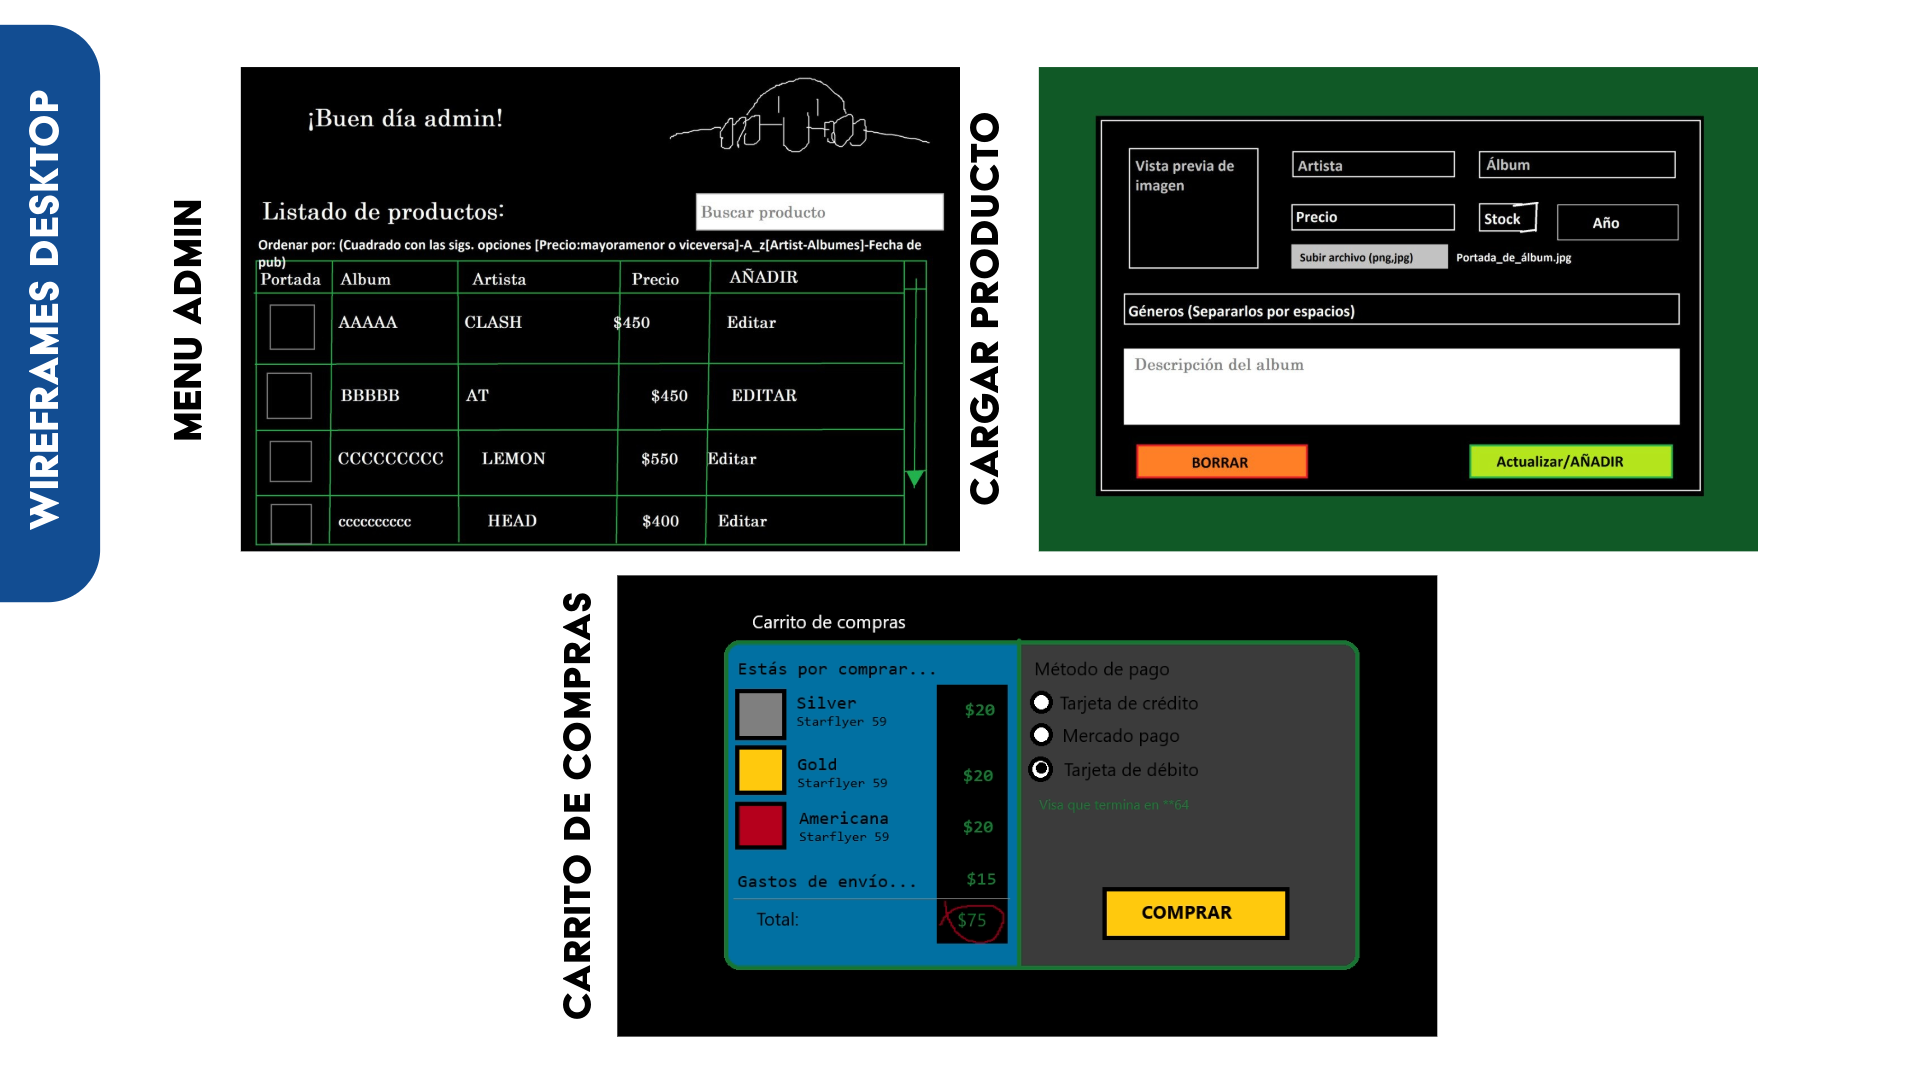 WIREFRAMES DESKTOP
MENU ADMIN
¡Buen día admin!
Listado de productos:
Buscar producto
Ordenar por: (Cuadrado con las sigs. opciones [Precio:mayoramenor o viceversa]-A_z[Artist-Albumes]-Fecha de
pub)
Portada Album Artista Precio AÑADIR
AAAAA CLASH $450 Editar
BBBBB AT $450 EDITAR
CCCCCCCCC LEMON $550 Editar
cccccccccc HEAD $400 Editar
CARGAR PRODUCTO
Vista previa de
imagen
Artista Álbum
Precio Stock Año
Subir archivo (png,jpg) Portada_de_álbum.jpg
Géneros (Separarlos por espacios)
Descripción del album
BORRAR Actualizar/AÑADIR
CARRITO DE COMPRAS
Carrito de compras
Estás por comprar...
Silver
Starflyer 59
$20
Gold
Starflyer 59
$20
Americana
Starflyer 59
$20
Gastos de envío... $15
Total: $75
Método de pago
Tarjeta de crédito
Mercado pago
Tarjeta de débito
Visa que termina en **64
COMPRAR